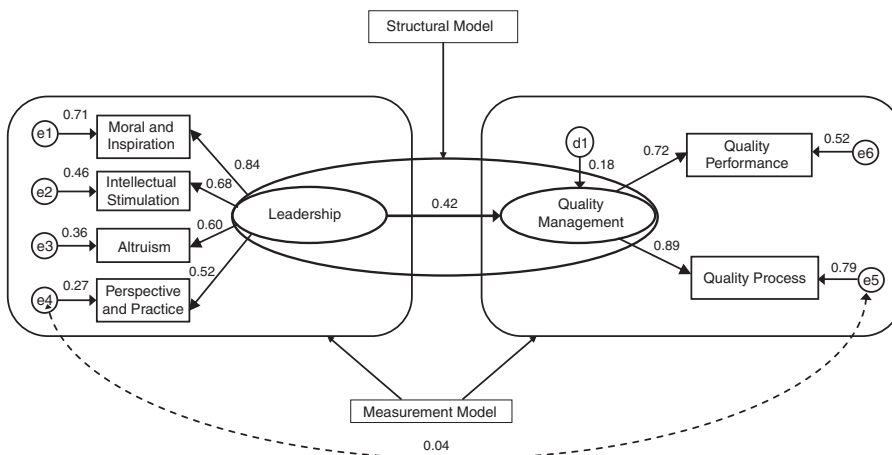 Structural Model
0.71
e1
Moral and
Inspiration
0.84
0.46
e2
Intellectual
Stimulation
0.68
0.36
e3
Altruism
0.60
0.27
e4
Perspective
and Practice
0.52
Leadership
0.42
d1
0.18
Quality
Management
0.72
Quality
Performance
0.52
e6
0.89
Quality Process
0.79
e5
Measurement Model
0.04